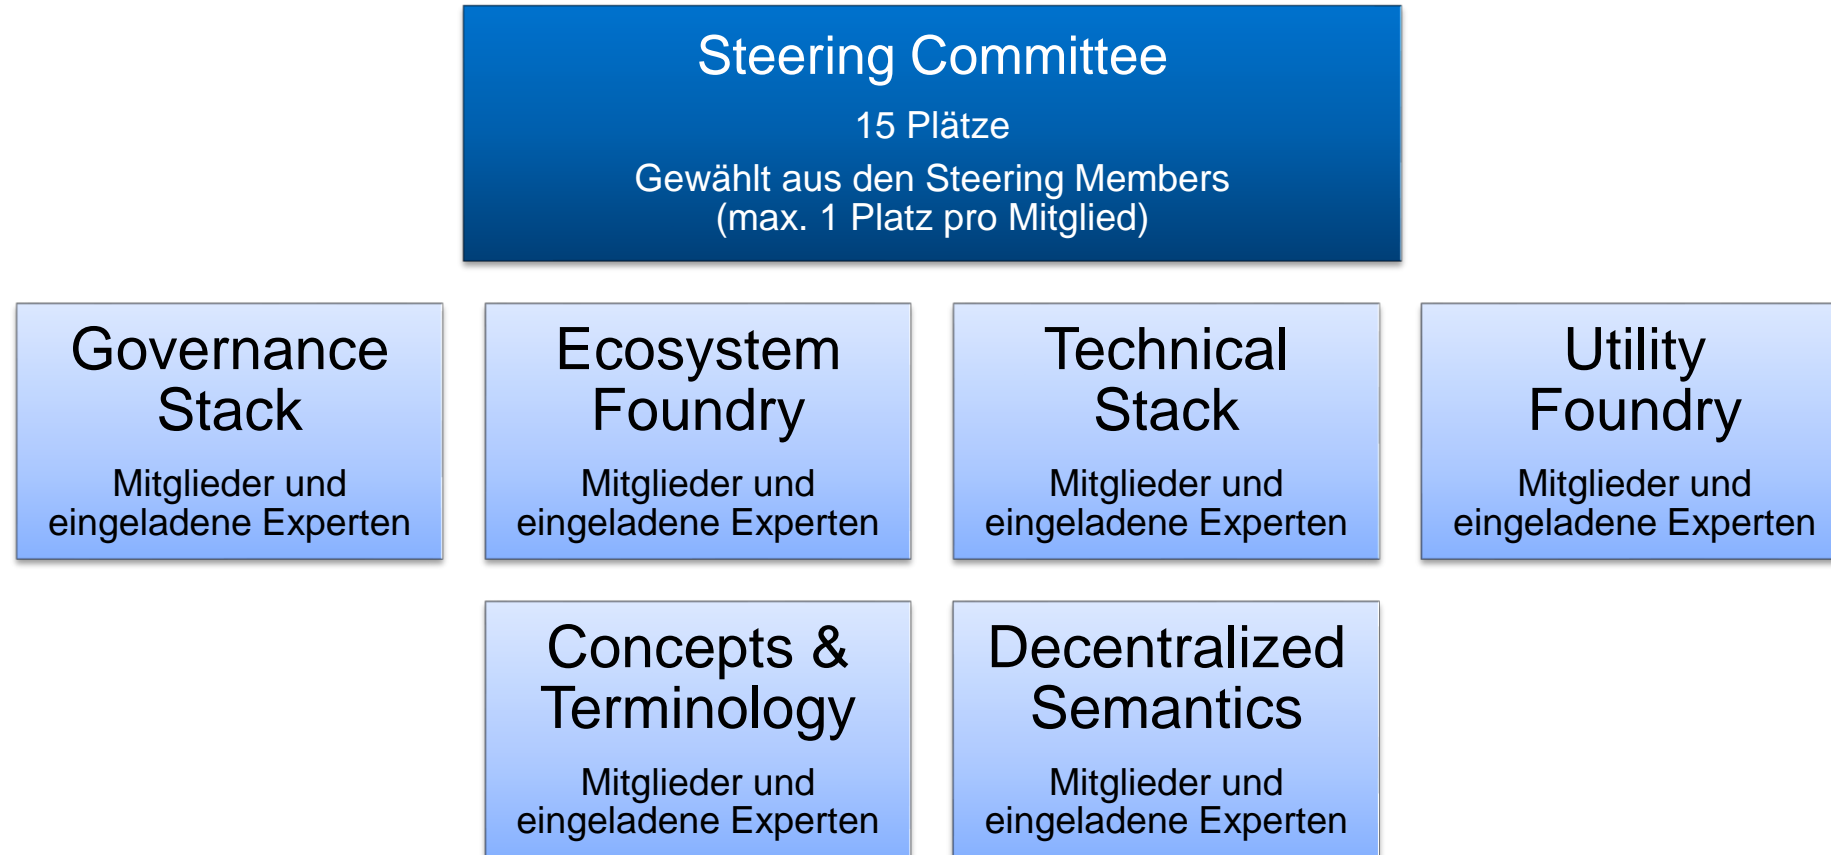 Steering Committee
15 Plätze
Gewählt aus den Steering Members
(max. 1 Platz pro Mitglied)
Governance
Stack
Mitglieder und
eingeladene Experten
Ecosystem
Foundry
Mitglieder und
eingeladene Experten
Technical
Stack
Mitglieder und
eingeladene Experten
Utility
Foundry
Mitglieder und
eingeladene Experten
Concepts &
Terminology
Mitglieder und
eingeladene Experten
Decentralized
Semantics
Mitglieder und
eingeladene Experten